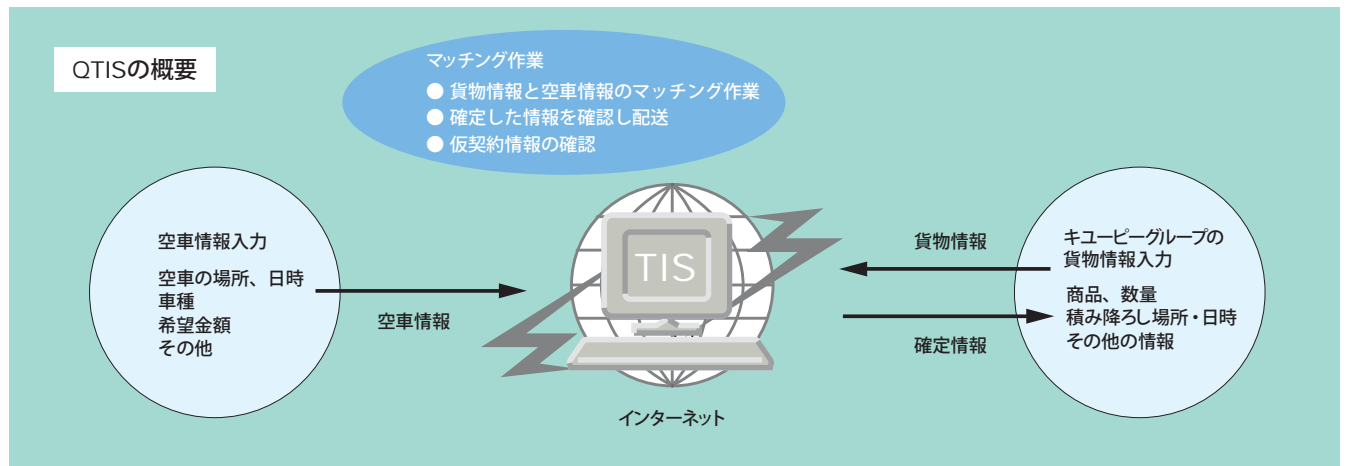 QTISの概要
マッチング作業
● 貨物情報と空車情報のマッチング作業
● 確定した情報を確認し配送
● 仮契約情報の確認
空車情報入力
空車の場所、日時
車種
希望金額
その他
空車情報
TIS
インターネット
貨物情報
確定情報
キユーピーグループの
貨物情報入力
商品、数量
積み降ろし場所・日時
その他の情報